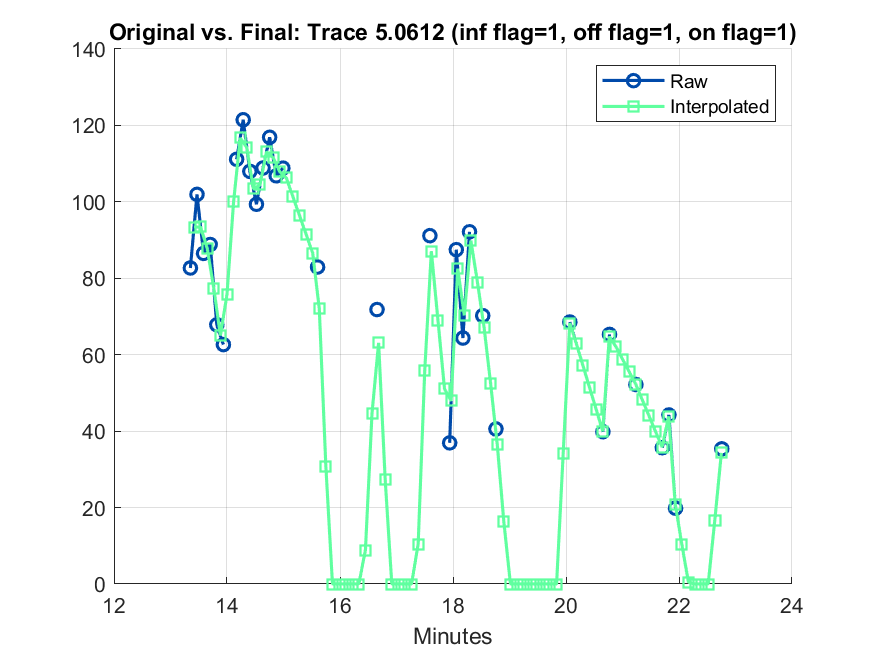 Original vs. Final: Trace 5.0612 (inf flag=1, off flag=1, on flag=1)
Raw
Interpolated
140
120
100
80
60
40
20
0
12 14 16 18 20 22 24
Minutes